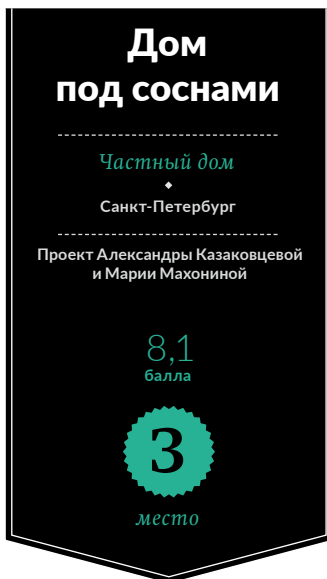 Дом
под соснами
Частный дом
Санкт-Петербург
Проект Александры Казаковцевой
и Марии Махониной
8,1
балла
3
место